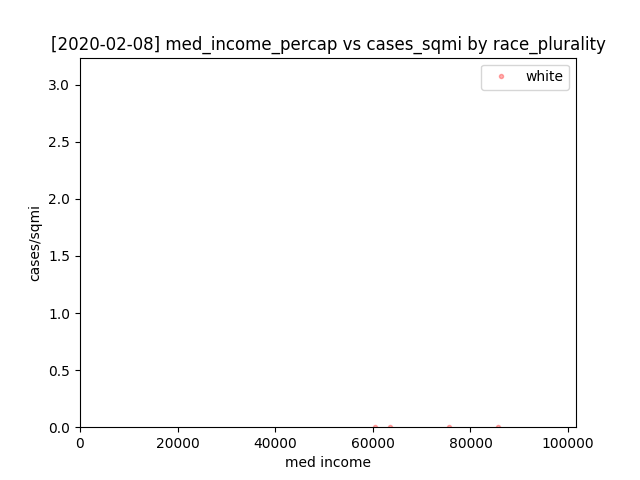 [2020-02-08] med_income_percap vs cases_sqmi by race_plurality
white
3.0
2.5
2.0
1.5
1.0
0.5
0.0
cases/sqmi
0 20000 40000 60000 80000 100000
med income